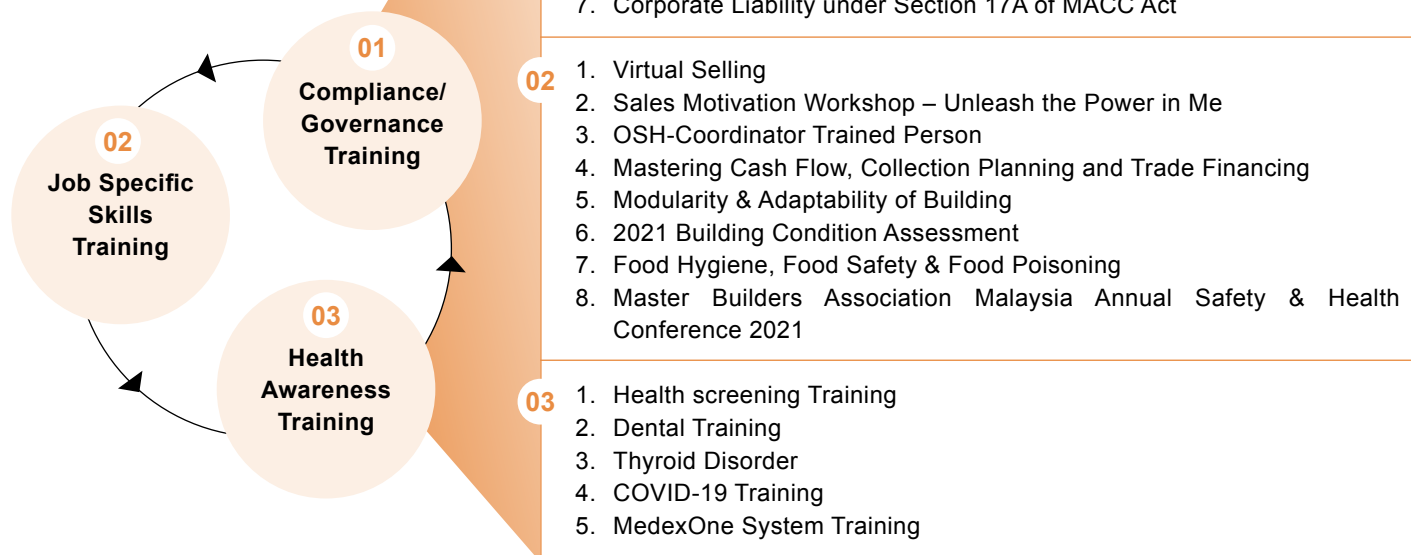 01
Compliance/
Governance
Training
02
Job Specific
Skills
Training
03
Health
Awareness
Training
7. Corporate Liability under Section 17A of MACC Act
02
1. Virtual Selling
2. Sales Motivation Workshop – Unleash the Power in Me
3. OSH-Coordinator Trained Person
4. Mastering Cash Flow, Collection Planning and Trade Financing
5. Modularity & Adaptability of Building
6. 2021 Building Condition Assessment
7. Food Hygiene, Food Safety & Food Poisoning
8. Master Builders Association Malaysia Annual Safety & Health
Conference 2021
03
1. Health screening Training
2. Dental Training
3. Thyroid Disorder
4. COVID-19 Training
5. MedexOne System Training